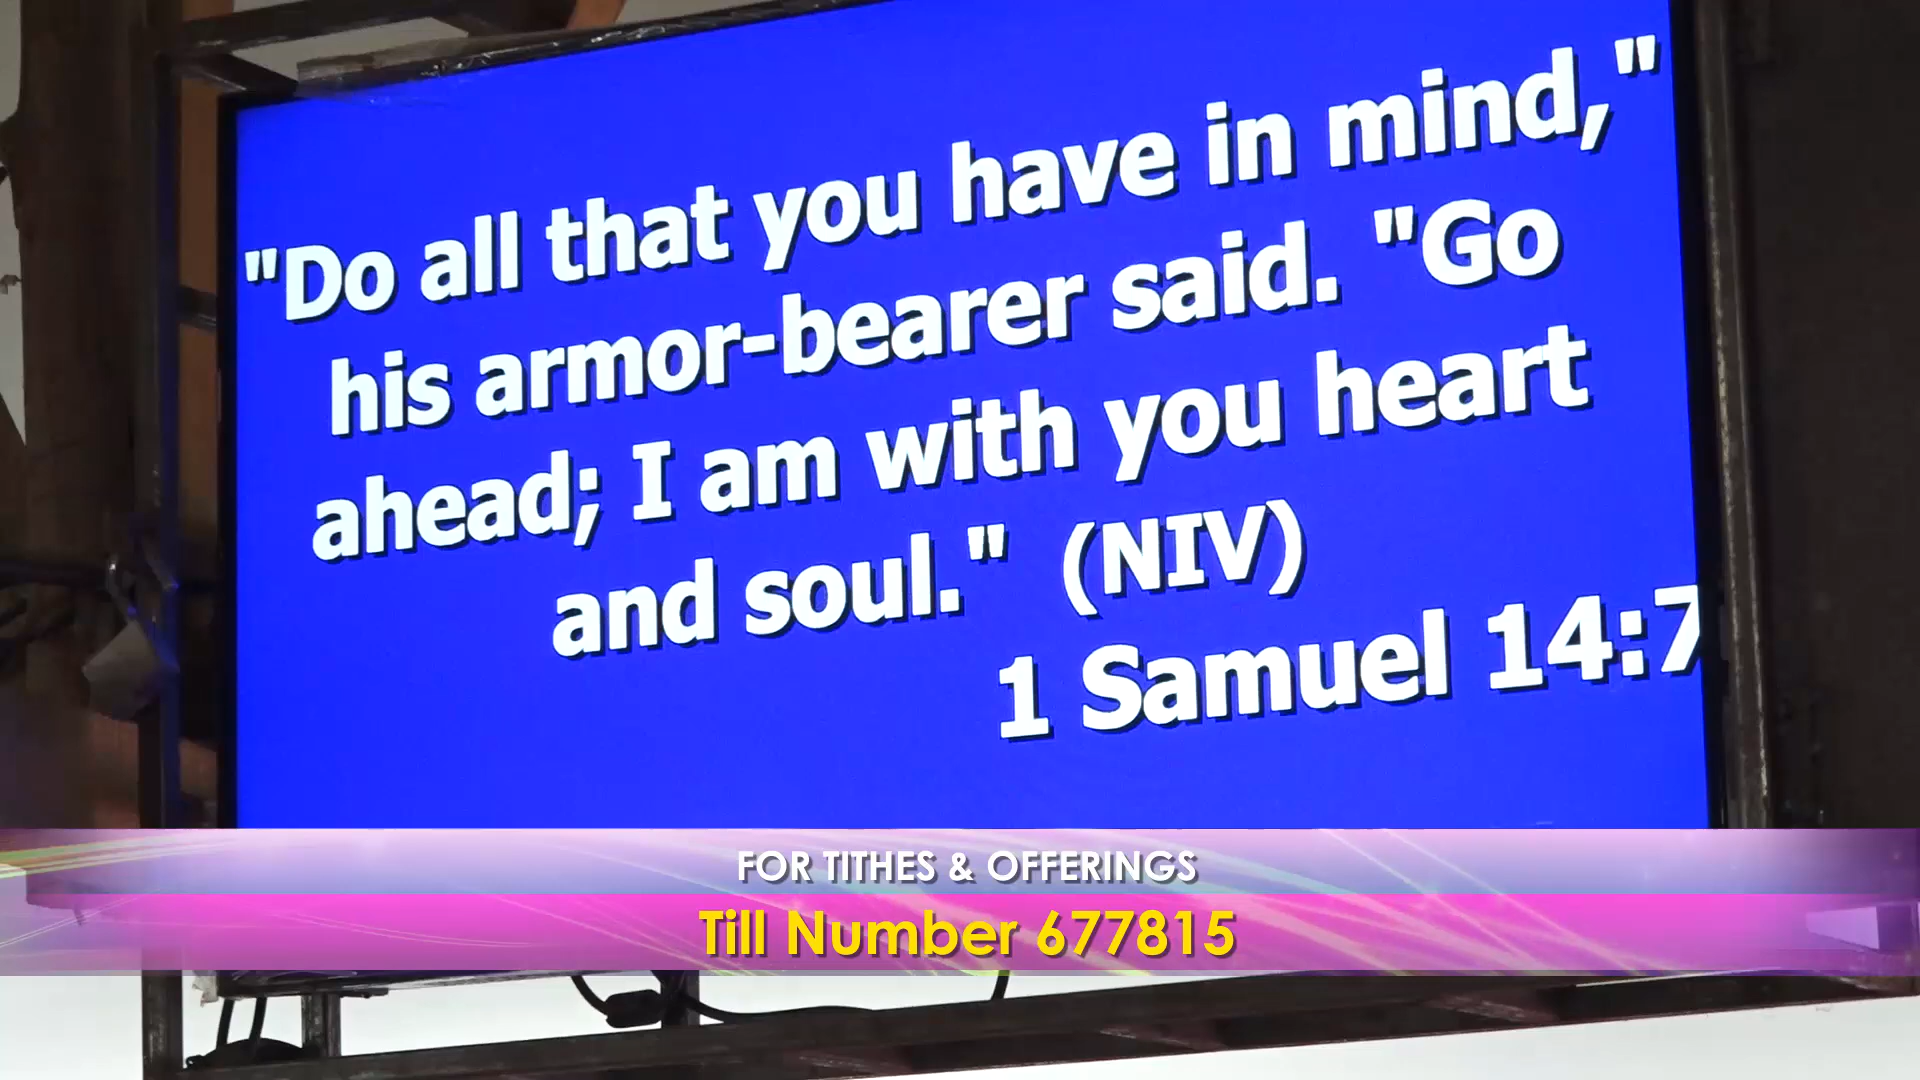 "Do all that you have in mind,"
his armor-bearer said. "Go
ahead; I am with you heart
and soul." (NIV)
1 Samuel 14:7
FOR TITHES & OFFERINGS
Till Number 677815